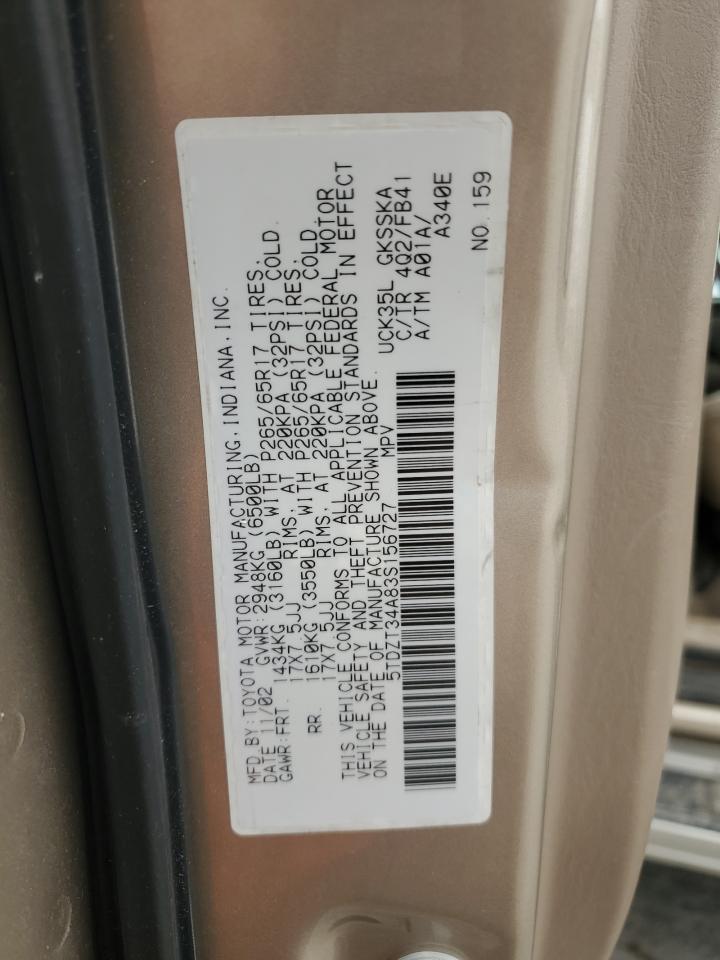 MFD.BY:TOYOTA MOTOR MANUFACTURING,INDIANA,INC.
DATE 11/02 GVWR:2948KG(6500LB)
GAWR:FRT. 1434KG (3160LB) WITH P265/65R17 TIRES,
17X7.5JJ RIMS, AT 220KPA (32PSI) COLD.
RR. 1610KG (3550LB) WITH P265/65R17 TIRES,
17X7.5JJ RIMS, AT 220KPA (32PSI) COLD.
THIS VEHICLE CONFORMS TO ALL APPLICABLE FEDERAL MOTOR
VEHICLE SAFETY AND THEFT PREVENTION STANDARDS IN EFFECT
ON THE DATE OF MANUFACTURE SHOWN ABOVE.
5TDZT34A83S156727 MPV
UCK35L GKSSKA
C/TR 4Q2/FB41
A/TM A01A/
A340E
NO.159